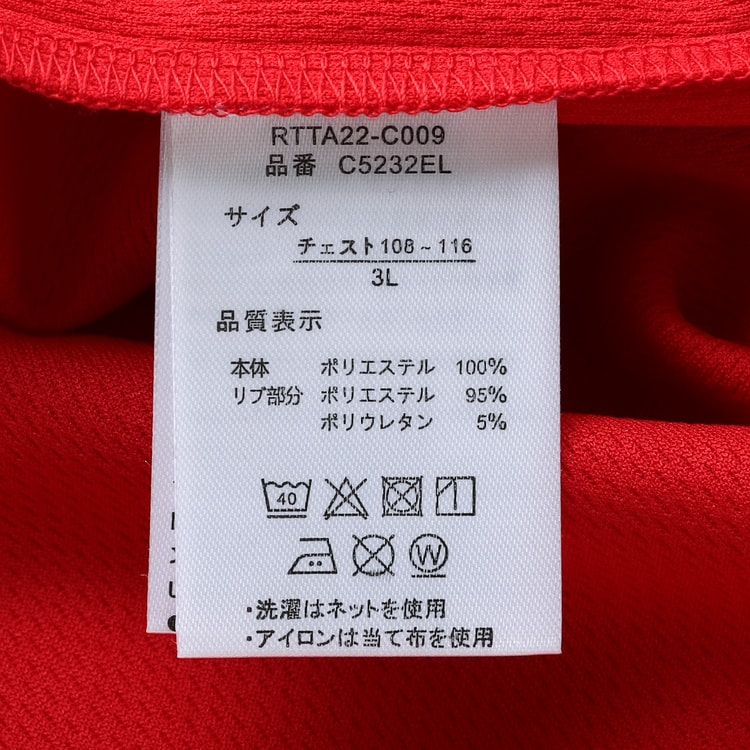 RTTA22-C009
品番 C5232EL
サイズ
チェスト108～116
3L
品質表示
本体 ポリエステル 100%
リブ部分 ポリエステル 95%
ポリウレタン 5%
40
W
・洗濯はネットを使用
・アイロンは当て布を使用